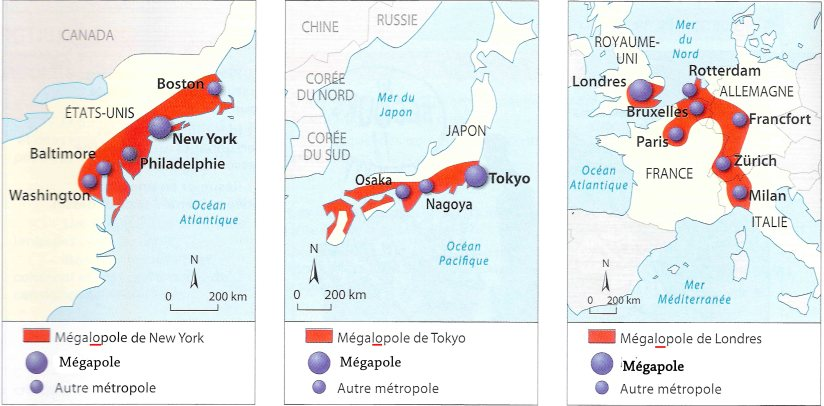 CANADA
Boston
ÉTATS-UNIS
New York
Baltimore
Philadelphie
Washington
Océan
Atlantique
N
0 200 km
Mégalopole de New York
Mégapole
Autre métropole
RUSSIE
CHINE
CORÉE
DU NORD
Mer du
Japon
JAPON
CORÉE
DU SUD
Osaka
Tokyo
Nagoya
Océan
Pacifique
N
0 200 km
Mégalopole de Tokyo
Mégapole
Autre métropole
Mer
du
Nord
ROYAUME-
UNI
Rotterdam
Londres
ALLEMAGNE
Bruxelles
Francfort
Paris
Zürich
FRANCE
Océan
Atlantique
Milan
ITALIE
N
Mer
Méditerranée
0 200 km
Mégalopole de Londres
Mégapole
Autre métropole